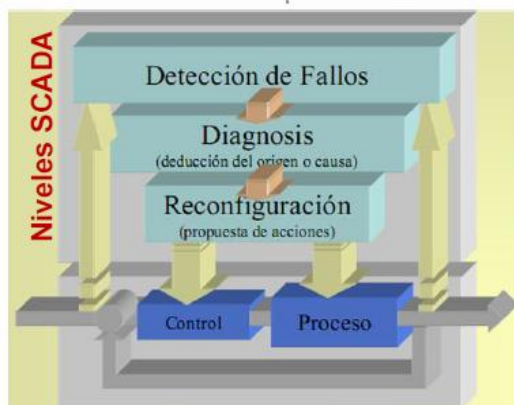 Niveles SCADA
Detección de Fallos
Diagnosis
(deducción del origen o causa)
Reconfiguración
(propuesta de acciones)
Control
Proceso